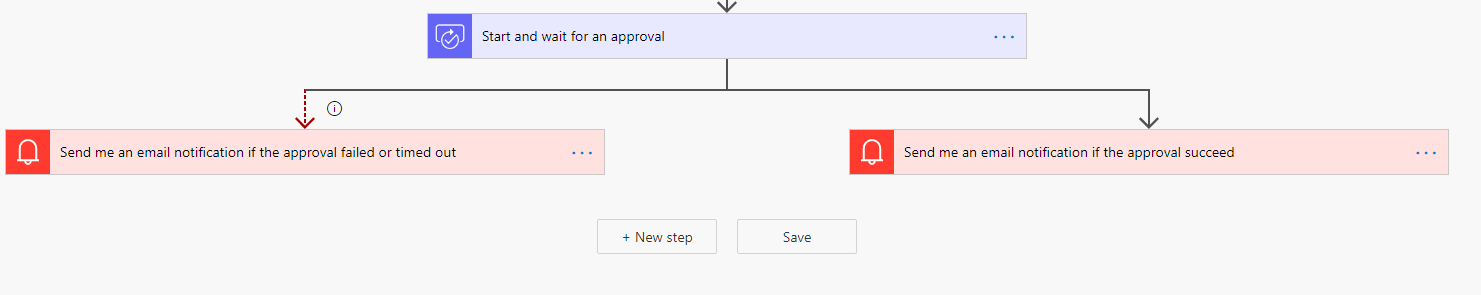 Start and wait for an approval
Send me an email notification if the approval failed or timed out
Send me an email notification if the approval succeed
+ New step
Save